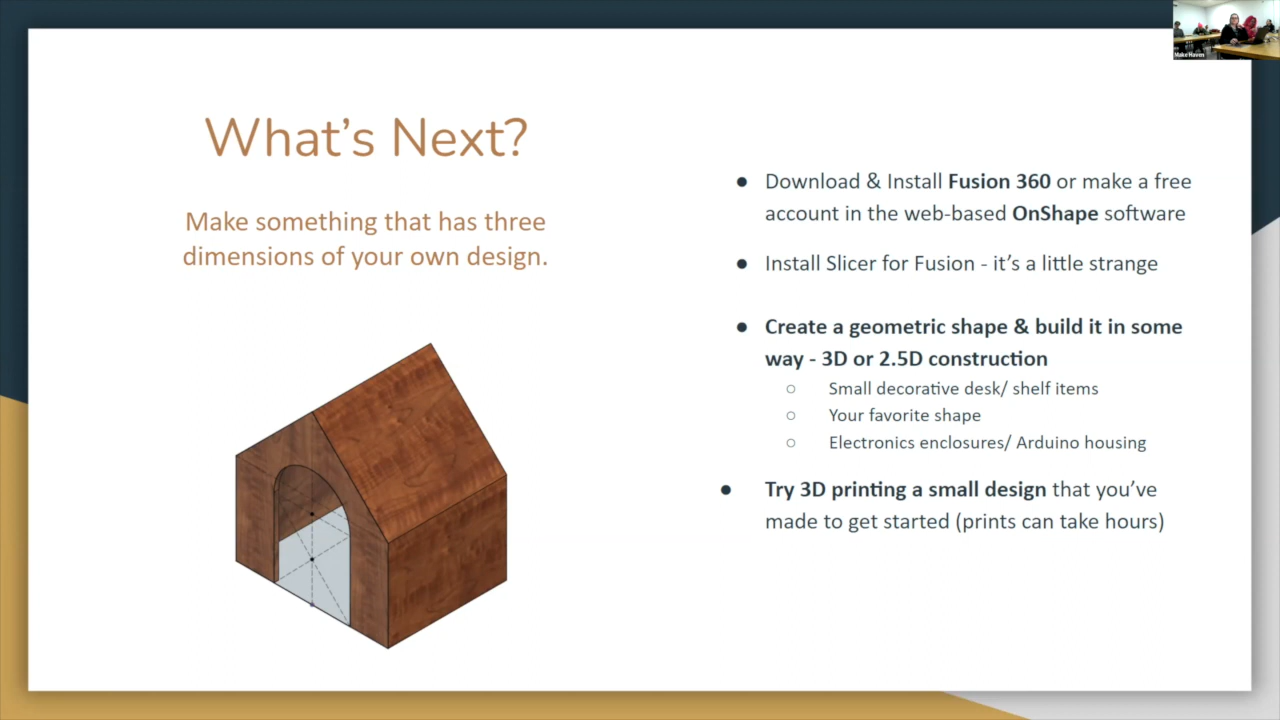 Make Haven
What's Next?
Make something that has three
dimensions of your own design.
● Download & Install Fusion 360 or make a free
account in the web-based OnShape software
● Install Slicer for Fusion - it's a little strange
● Create a geometric shape & build it in some
way - 3D or 2.5D construction
○ Small decorative desk/ shelf items
○ Your favorite shape
○ Electronics enclosures/ Arduino housing
● Try 3D printing a small design that you've
made to get started (prints can take hours)